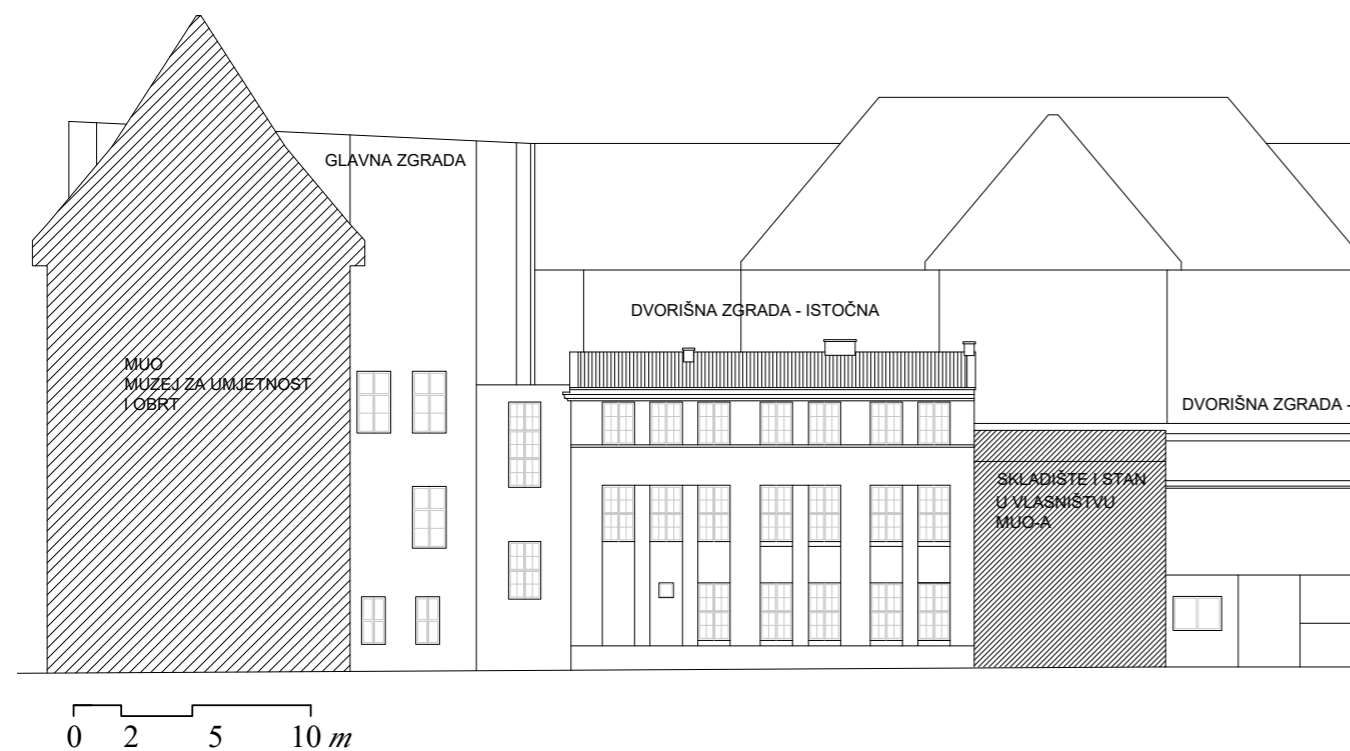 GLAVNA ZGRADA
DVORIŠNA ZGRADA - ISTOČNA
MUO
MUZEJ ZA UMJETNOST
I OBRT
DVORIŠNA ZGRADA -
SKLADIŠTE I STAN
U VLASNIŠTVU
MUO-A
0 2 5 10 m